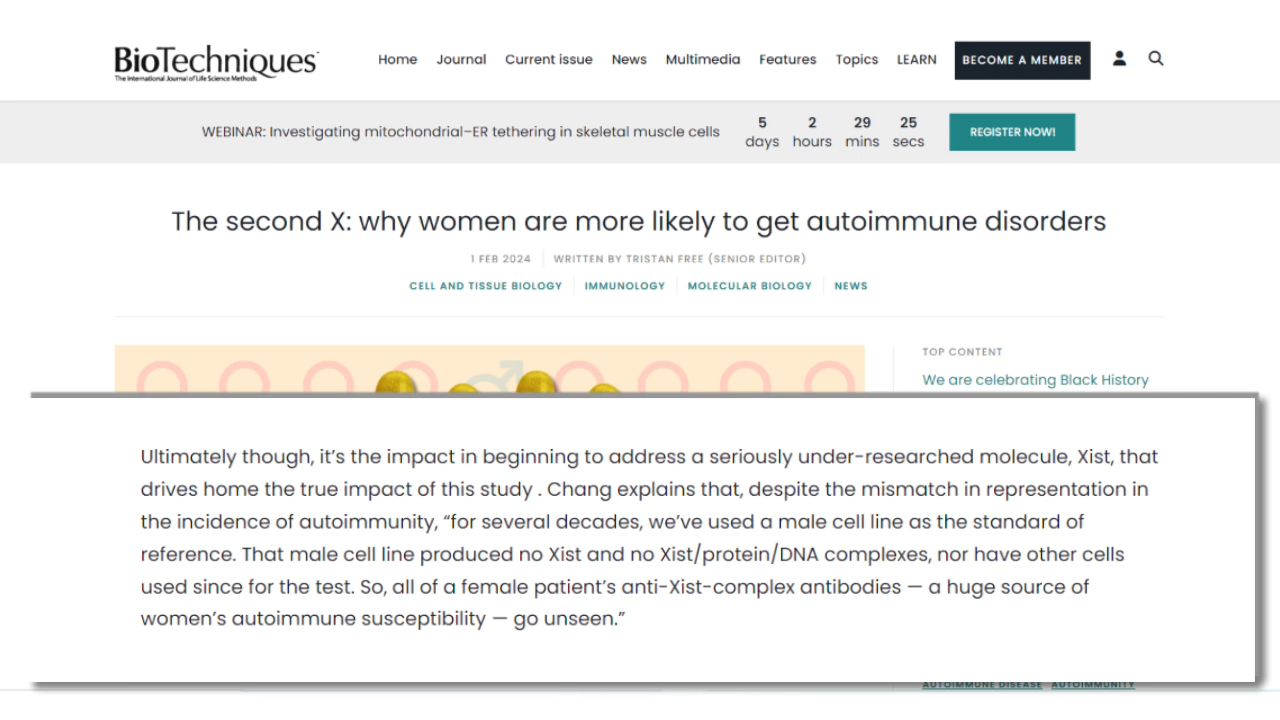 BioTechniques
The International Journal of Life Science Methods
Home Journal Current issue News Multimedia Features Topics LEARN BECOME A MEMBER
WEBINAR: Investigating mitochondrial–ER tethering in skeletal muscle cells
5 2 29 25
days hours mins secs
REGISTER NOW!
The second X: why women are more likely to get autoimmune disorders
1 FEB 2024 WRITTEN BY TRISTAN FREE (SENIOR EDITOR)
CELL AND TISSUE BIOLOGY IMMUNOLOGY MOLECULAR BIOLOGY NEWS
TOP CONTENT
We are celebrating Black History
Ultimately though, it’s the impact in beginning to address a seriously under-researched molecule, Xist, that
drives home the true impact of this study . Chang explains that, despite the mismatch in representation in
the incidence of autoimmunity, “for several decades, we’ve used a male cell line as the standard of
reference. That male cell line produced no Xist and no Xist/protein/DNA complexes, nor have other cells
used since for the test. So, all of a female patient’s anti-Xist-complex antibodies — a huge source of
women’s autoimmune susceptibility — go unseen.”
AUTOIMMUNE DISEASE AUTOIMMUNITY